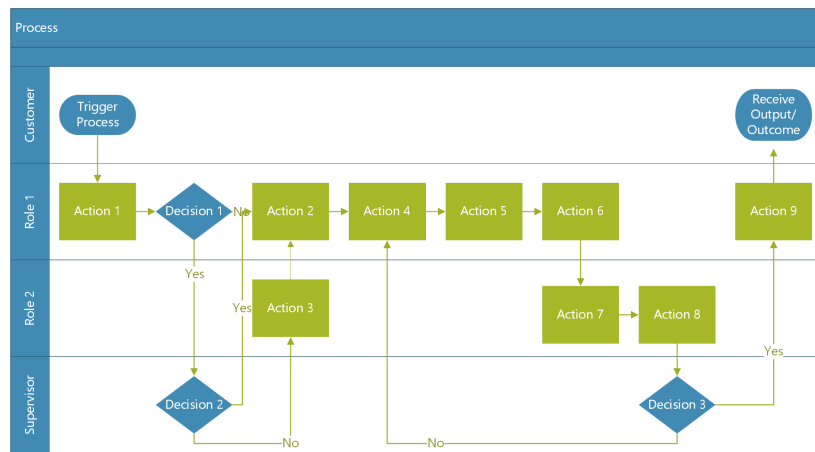 Process
Customer
Trigger
Process
Receive
Output/
Outcome
Role 1
Action 1
Decision 1
No
Action 2
Action 4
Action 5
Action 6
Action 9
Yes
Role 2
Yes
Action 3
Action 7
Action 8
Yes
Supervisor
Decision 2
Decision 3
No
No